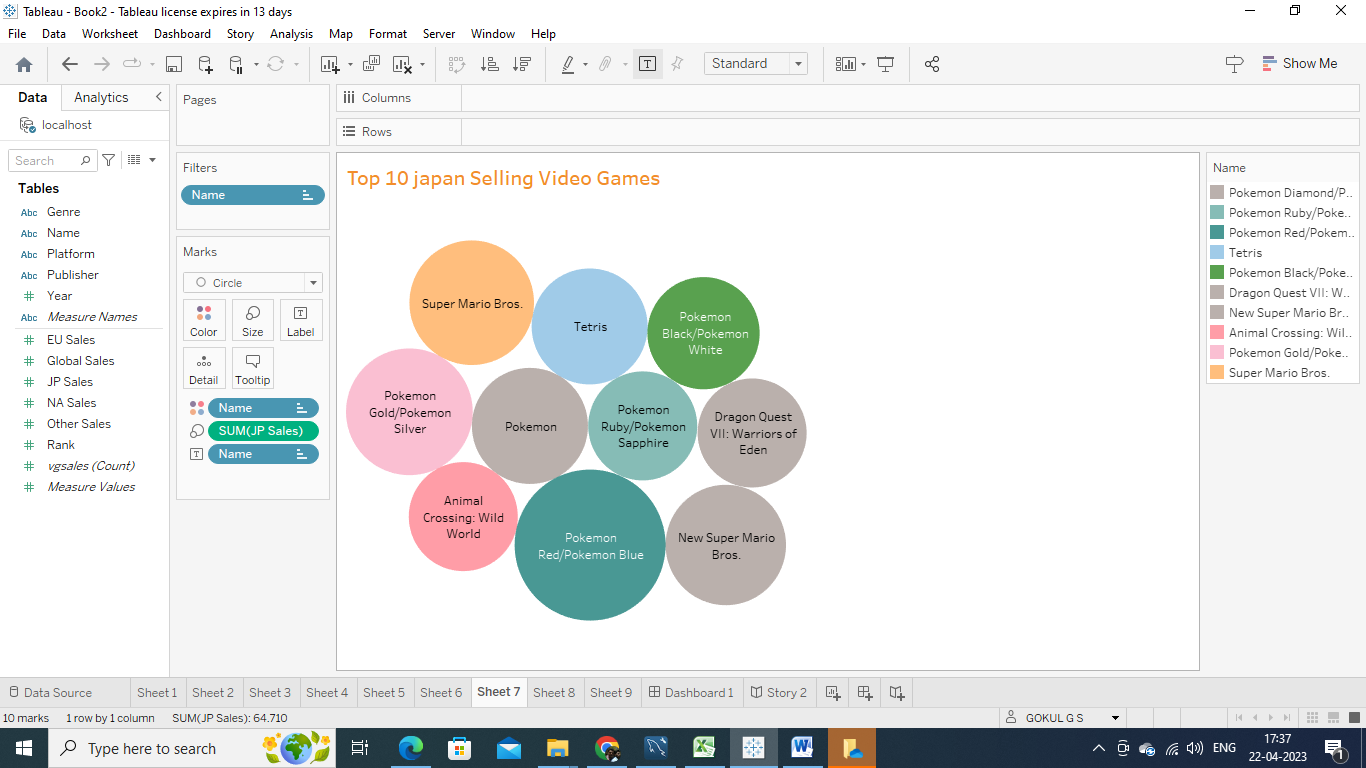 Tableau - Book2 - Tableau license expires in 13 days
File Data Worksheet Dashboard Story Analysis Map Format Server Window Help
Standard
Show Me
Data Analytics
localhost
Search
Tables
Abc Genre
Abc Name
Abc Platform
Abc Publisher
# Year
Abc Measure Names
# EU Sales
# Global Sales
# JP Sales
# NA Sales
# Other Sales
# Rank
# vgsales (Count)
# Measure Values
Pages
Filters
Name
Marks
Circle
Color Size Label
Detail Tooltip
Name
SUM(JP Sales)
Name
Columns
Rows
Top 10 japan Selling Video Games
Super Mario Bros.
Tetris
Pokemon
Black/Pokemon
White
Pokemon
Gold/Pokemon
Silver
Pokemon
Pokemon
Ruby/Pokemon
Sapphire
Dragon Quest
VII: Warriors of
Eden
Animal
Crossing: Wild
World
Pokemon
Red/Pokemon Blue
New Super Mario
Bros.
Name
Pokemon Diamond/P..
Pokemon Ruby/Poke..
Pokemon Red/Pokem..
Tetris
Pokemon Black/Poke..
Dragon Quest VII: W..
New Super Mario Br..
Animal Crossing: Wil..
Pokemon Gold/Poke..
Super Mario Bros.
Data Source Sheet 1 Sheet 2 Sheet 3 Sheet 4 Sheet 5 Sheet 6 Sheet 7 Sheet 8 Sheet 9 Dashboard 1 Story 2
10 marks 1 row by 1 column SUM(JP Sales): 64.710 GOKUL G S
Type here to search
ENG
17:37
22-04-2023
1